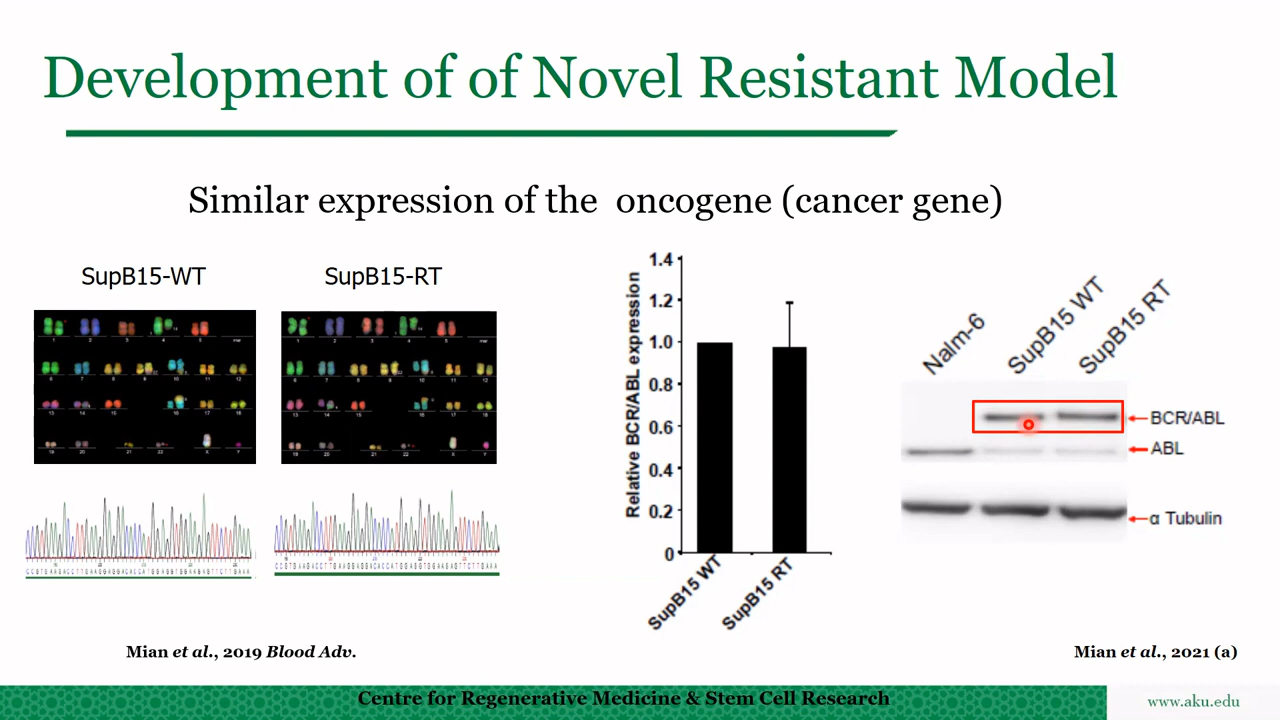 Development of of Novel Resistant Model
Similar expression of the oncogene (cancer gene)
SupB15-WT
SupB15-RT
Relative BCR/ABL expression
1.4
1.2
1.0
0.8
0.6
0.4
0.2
0
SupB15 WT
SupB15 RT
Nalm-6
SupB15 WT
SupB15 RT
BCR/ABL
ABL
α Tubulin
Mian et al., 2019 Blood Adv.
Mian et al., 2021 (a)
Centre for Regenerative Medicine & Stem Cell Research
www.aku.edu